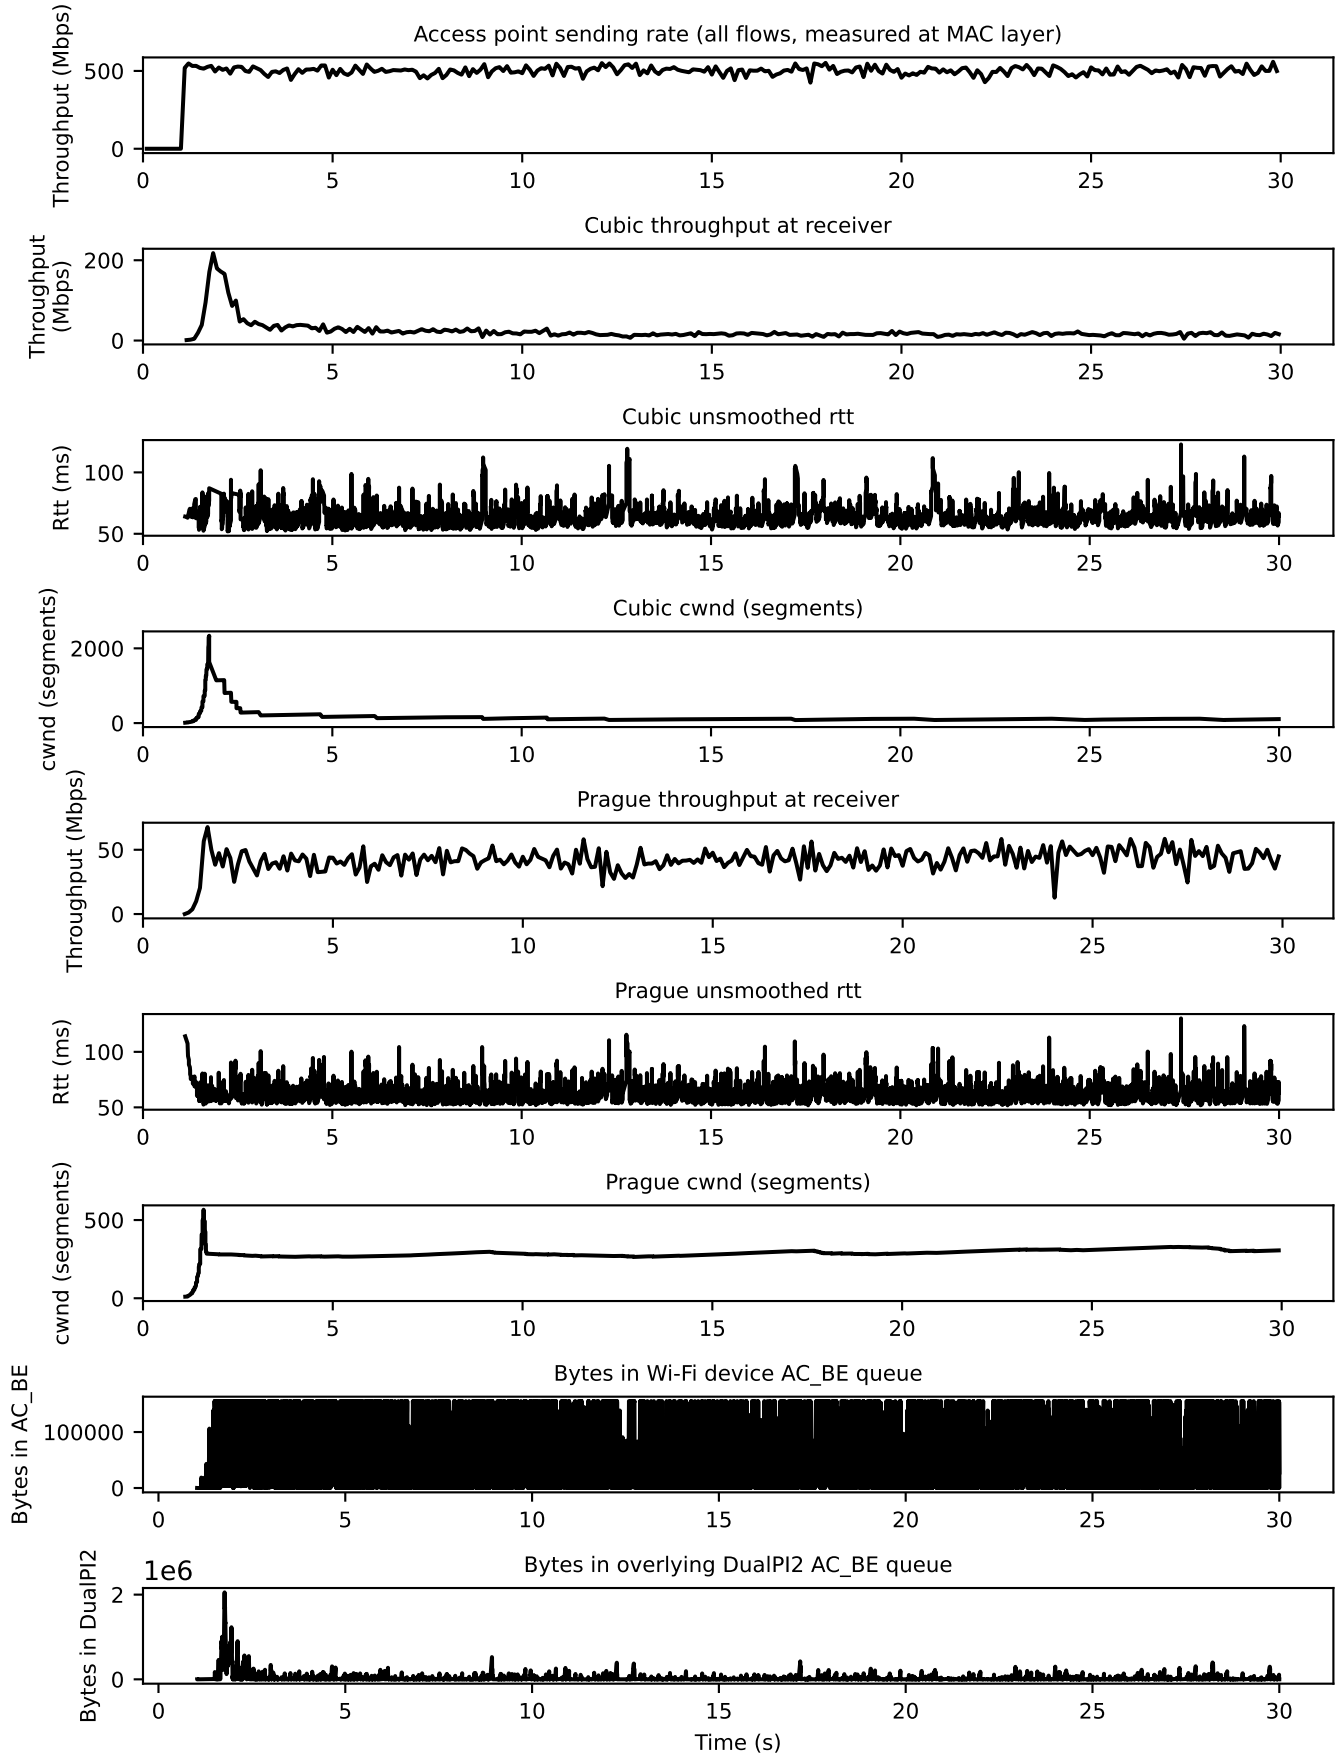 Access point sending rate (all flows, measured at MAC layer)
Throughput (Mbps)
500
0
0 5 10 15 20 25 30
Cubic throughput at receiver
Throughput
(Mbps)
200
0
0 5 10 15 20 25 30
Cubic unsmoothed rtt
Rtt (ms)
100
50
0 5 10 15 20 25 30
Cubic cwnd (segments)
cwnd (segments)
2000
0
0 5 10 15 20 25 30
Prague throughput at receiver
Throughput (Mbps)
50
0
0 5 10 15 20 25 30
Prague unsmoothed rtt
Rtt (ms)
100
50
0 5 10 15 20 25 30
Prague cwnd (segments)
cwnd (segments)
500
0
0 5 10 15 20 25 30
Bytes in Wi-Fi device AC_BE queue
Bytes in AC_BE
100000
0
0 5 10 15 20 25 30
Bytes in overlying DualPI2 AC_BE queue
1e6
Bytes in DualPI2
2
0
0 5 10 15 20 25 30
Time (s)